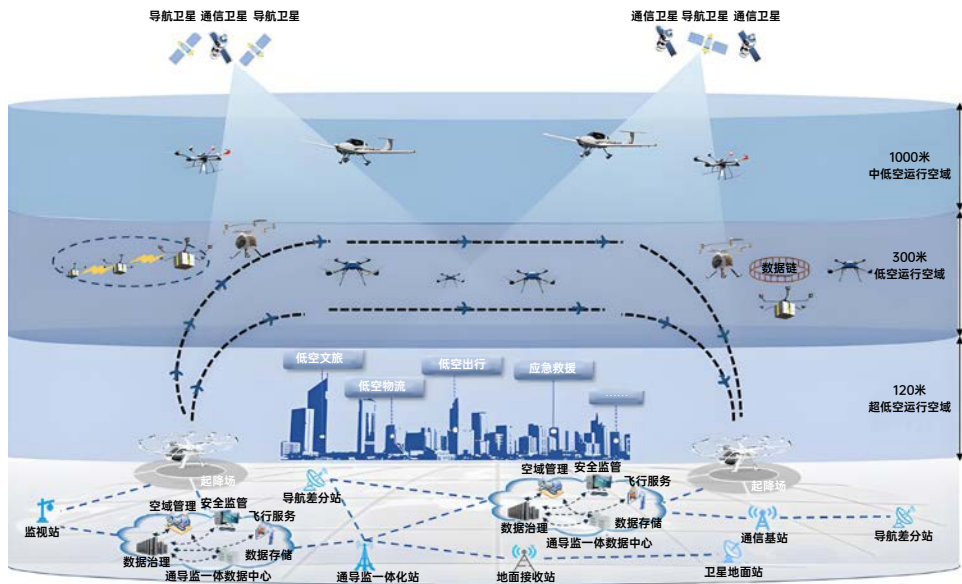 导航卫星 通信卫星 导航卫星
通信卫星 导航卫星 通信卫星
1000米
中低空运行空域
300米
低空运行空域
数据链
120米
超低空运行空域
低空文旅
低空物流
低空出行
应急救援
……
起降场
起降场
监视站
空域管理
安全监管
飞行服务
数据治理
数据存储
通导监一体数据中心
导航差分站
通导监一体化站
空域管理
安全监管
飞行服务
数据治理
数据存储
通导监一体数据中心
地面接收站
通信基站
卫星地面站
导航差分站